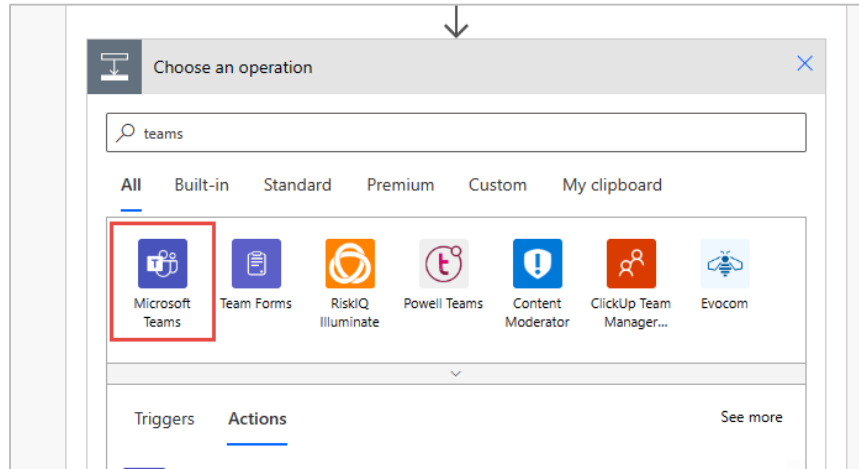 Choose an operation
teams
All Built-in Standard Premium Custom My clipboard
Microsoft Teams
Team Forms
RiskIQ Illuminate
Powell Teams
Content Moderator
ClickUp Team Manager...
Evocom
Triggers Actions See more